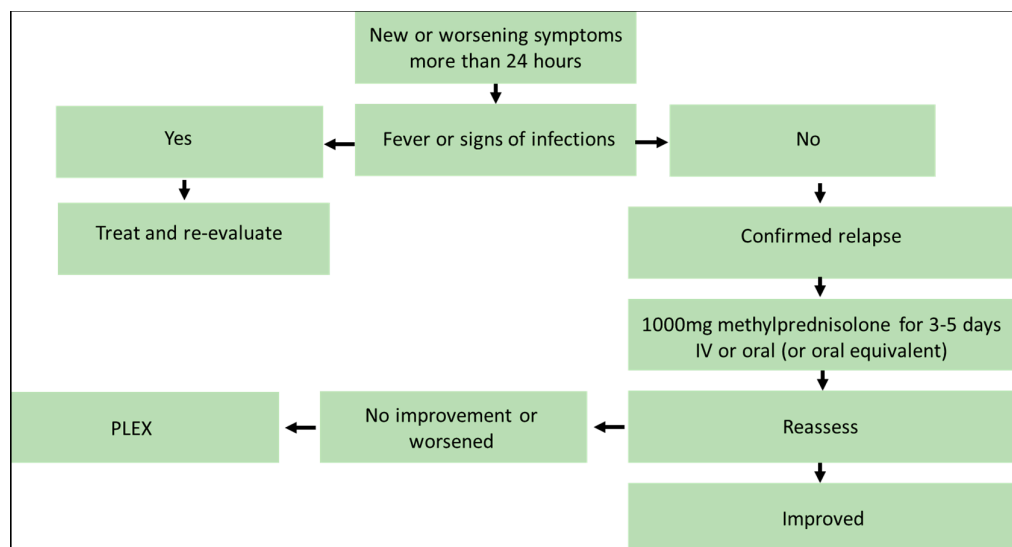 New or worsening symptoms
more than 24 hours
Yes
Fever or signs of infections
No
Treat and re-evaluate
Confirmed relapse
1000mg methylprednisolone for 3-5 days
IV or oral (or oral equivalent)
PLEX
No improvement or
worsened
Reassess
Improved